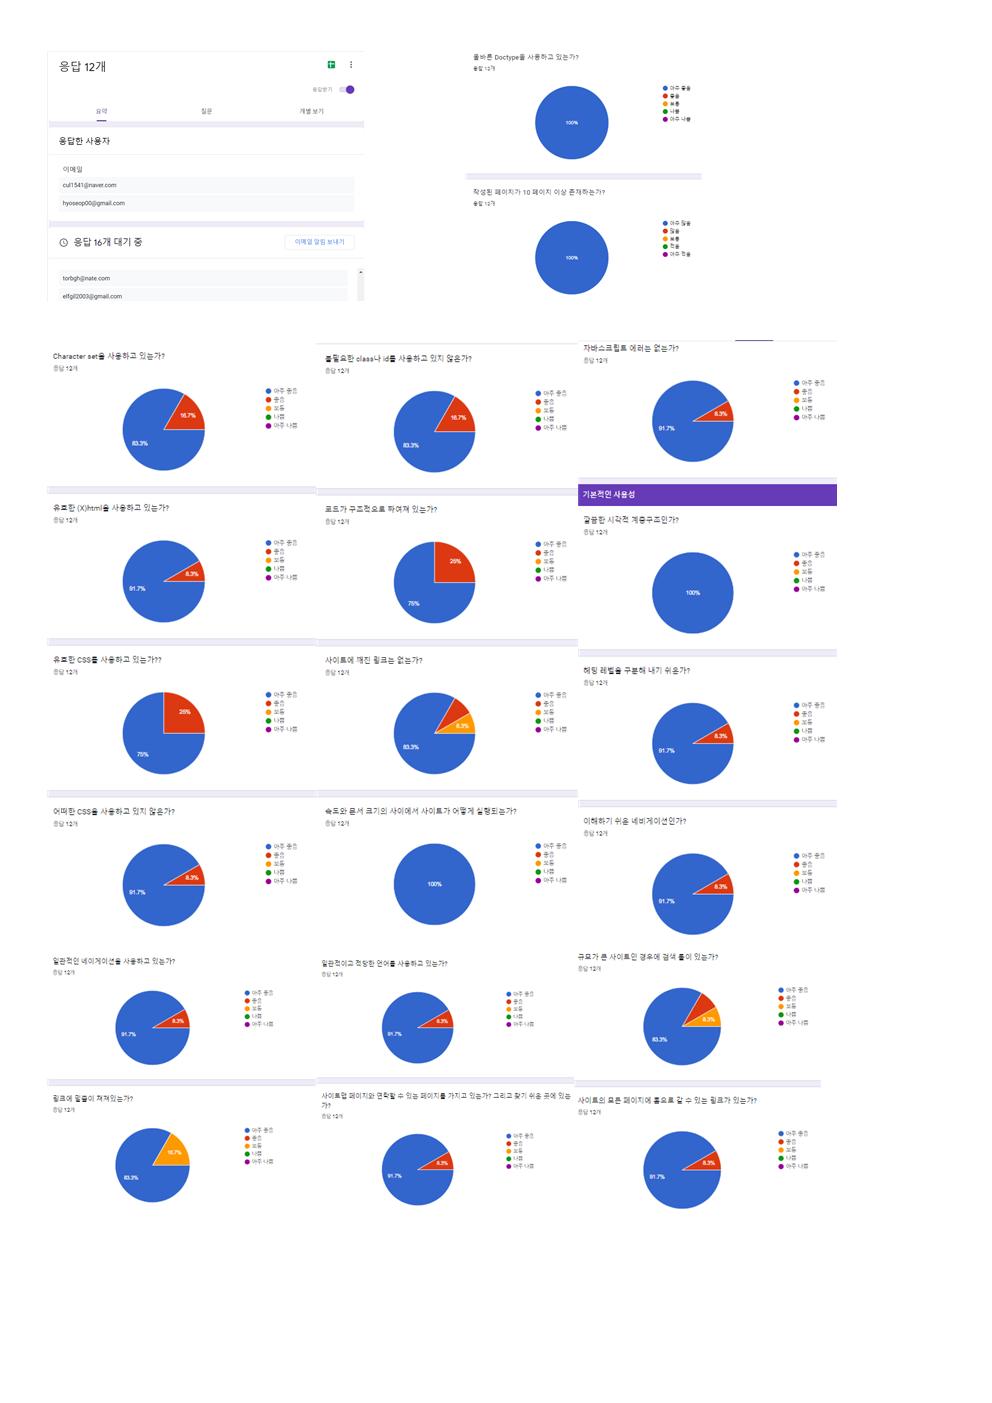 응답 12개
응답받기
요약
질문
개별 보기
응답한 사용자
이메일
cul1541@naver.com
hyoseop00@gmail.com
응답 16개 대기 중
이메일 알림 보내기
torbgh@nate.com
elfgil2003@gmail.com
올바른 Doctype을 사용하고 있는가?
응답 12개
100%
아주 좋음
좋음
보통
나쁨
아주 나쁨
작성된 페이지가 10 페이지 이상 존재하는가?
응답 12개
100%
아주 많음
많음
보통
적음
아주 적음
Character set을 사용하고 있는가?
응답 12개
16.7%
83.3%
아주 좋음
좋음
보통
나쁨
아주 나쁨
불필요한 class나 id를 사용하고 있지 않은가?
응답 12개
16.7%
83.3%
아주 좋음
좋음
보통
나쁨
아주 나쁨
자바스크립트 에러는 없는가?
응답 12개
8.3%
91.7%
아주 좋음
좋음
보통
나쁨
아주 나쁨
유효한 (X)html을 사용하고 있는가?
응답 12개
8.3%
91.7%
아주 좋음
좋음
보통
나쁨
아주 나쁨
코드가 구조적으로 짜여져 있는가?
응답 12개
25%
75%
아주 좋음
좋음
보통
나쁨
아주 나쁨
기본적인 사용성
깔끔한 시각적 계층구조인가?
응답 12개
100%
아주 좋음
좋음
보통
나쁨
아주 나쁨
유효한 CSS를 사용하고 있는가??
응답 12개
25%
75%
아주 좋음
좋음
보통
나쁨
아주 나쁨
사이트에 깨진 링크는 없는가?
응답 12개
8.3%
83.3%
아주 좋음
좋음
보통
나쁨
아주 나쁨
헤딩 레벨을 구분해 내기 쉬운가?
응답 12개
8.3%
91.7%
아주 좋음
좋음
보통
나쁨
아주 나쁨
어떠한 CSS을 사용하고 있지 않은가?
응답 12개
8.3%
91.7%
아주 좋음
좋음
보통
나쁨
아주 나쁨
속도와 문서 크기의 사이에서 사이트가 어떻게 실행되는가?
응답 12개
100%
아주 좋음
좋음
보통
나쁨
아주 나쁨
이해하기 쉬운 네비게이션인가?
응답 12개
8.3%
91.7%
아주 좋음
좋음
보통
나쁨
아주 나쁨
일관적인 네이게이션을 사용하고 있는가?
응답 12개
8.3%
91.7%
아주 좋음
좋음
보통
나쁨
아주 나쁨
일관적이고 적당한 언어를 사용하고 있는가?
응답 12개
8.3%
91.7%
아주 좋음
좋음
보통
나쁨
아주 나쁨
규모가 큰 사이트인 경우에 검색 툴이 있는가?
응답 12개
8.3%
83.3%
아주 좋음
좋음
보통
나쁨
아주 나쁨
링크에 밑줄이 쳐져있는가?
응답 12개
16.7%
83.3%
아주 좋음
좋음
보통
나쁨
아주 나쁨
사이트맵 페이지와 연락할 수 있는 페이지를 가지고 있는가? 그리고 찾기 쉬운 곳에 있는
가?
응답 12개
8.3%
91.7%
아주 좋음
좋음
보통
나쁨
아주 나쁨
사이트의 모든 페이지에 홈으로 갈 수 있는 링크가 있는가?
응답 12개
8.3%
91.7%
아주 좋음
좋음
보통
나쁨
아주 나쁨